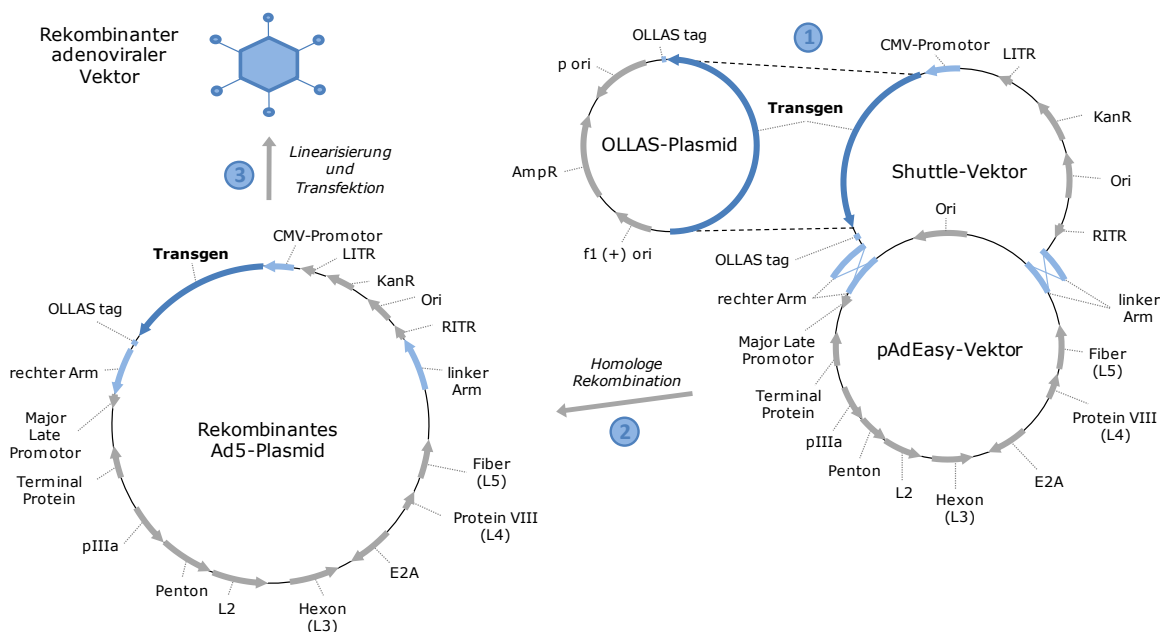 Rekombinanter
adenoviraler
Vektor
3
Linearisierung
und
Transfektion
OLLAS tag
p ori
AmpR
f1 (+) ori
OLLAS-Plasmid
Transgen
1
CMV-Promotor
LITR
KanR
Ori
RITR
Shuttle-Vektor
OLLAS tag
rechter Arm
linker
Arm
Ori
pAdEasy-Vektor
Major Late
Promotor
Terminal
Protein
pIIIa
Penton
L2
Hexon
(L3)
E2A
Protein VIII
(L4)
Fiber
(L5)
Homologe
Rekombination
2
Transgen
CMV-Promotor
LITR
KanR
Ori
RITR
linker
Arm
OLLAS tag
rechter Arm
Major
Late
Promotor
Terminal
Protein
Rekombinantes
Ad5-Plasmid
pIIIa
Penton
L2
Hexon
(L3)
E2A
Protein VIII
(L4)
Fiber
(L5)